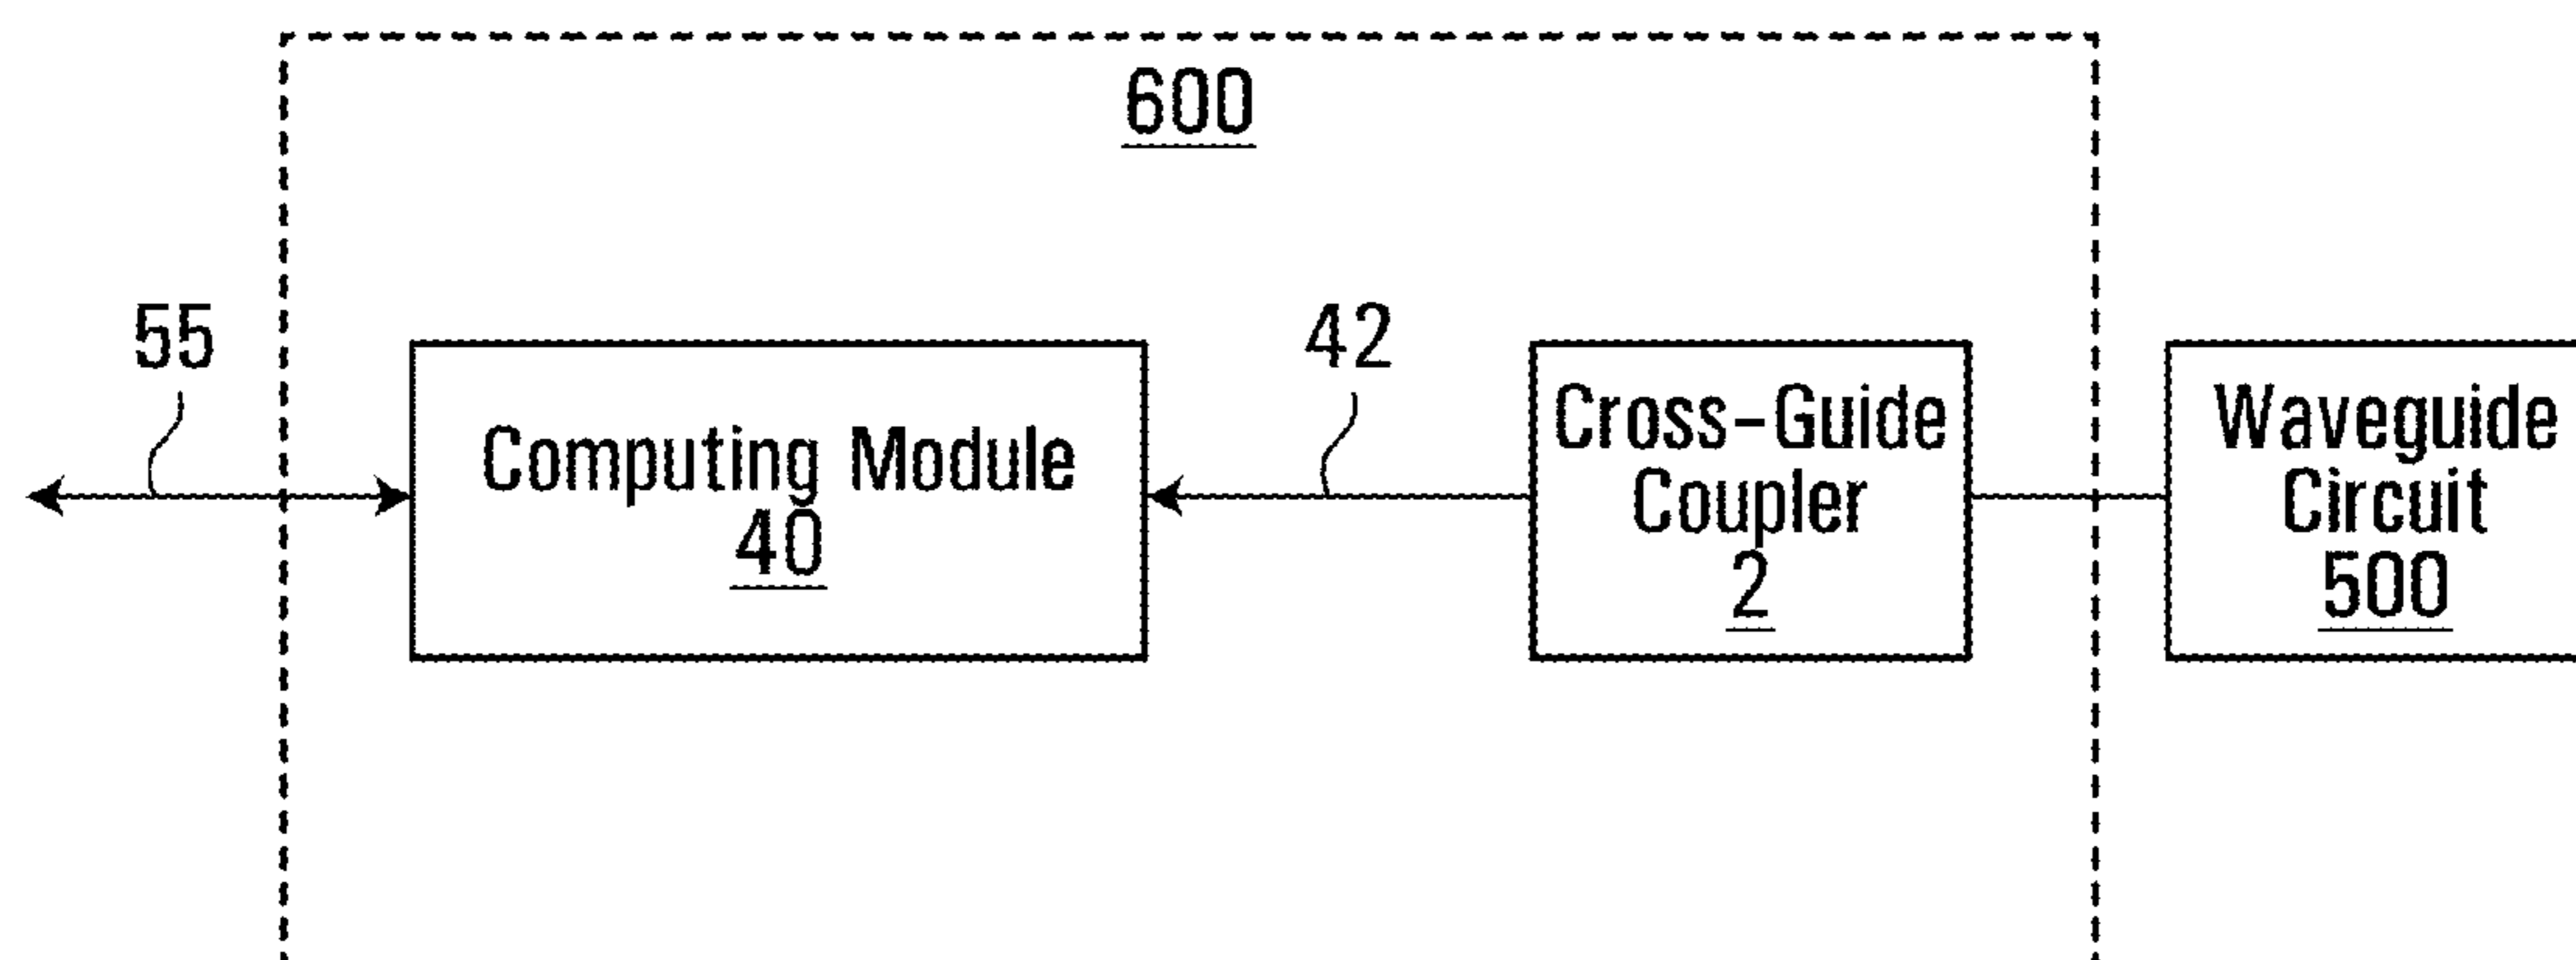 600
55
42
Computing Module
40
Cross-Guide
Coupler
2
Waveguide
Circuit
500